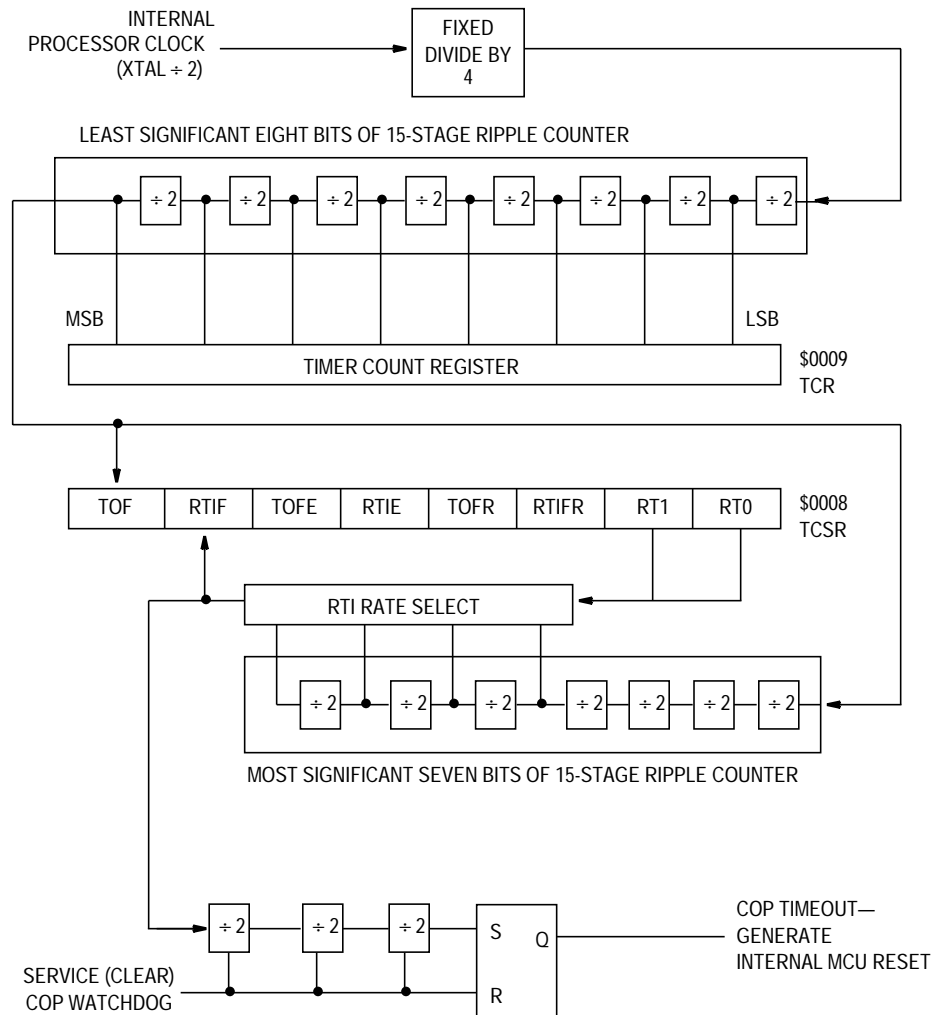 INTERNAL
PROCESSOR CLOCK
(XTAL ÷ 2)
FIXED
DIVIDE BY
4
LEAST SIGNIFICANT EIGHT BITS OF 15-STAGE RIPPLE COUNTER
÷ 2 ÷ 2 ÷ 2 ÷ 2 ÷ 2 ÷ 2 ÷ 2 ÷ 2
MSB LSB
TIMER COUNT REGISTER
$0009
TCR
TOF RTIF TOFE RTIE TOFR RTIFR RT1 RT0
$0008
TCSR
RTI RATE SELECT
÷ 2 ÷ 2 ÷ 2 ÷ 2 ÷ 2 ÷ 2 ÷ 2
MOST SIGNIFICANT SEVEN BITS OF 15-STAGE RIPPLE COUNTER
÷ 2 ÷ 2 ÷ 2
S Q
R
COP TIMEOUT—
GENERATE
INTERNAL MCU RESET
SERVICE (CLEAR)
COP WATCHDOG